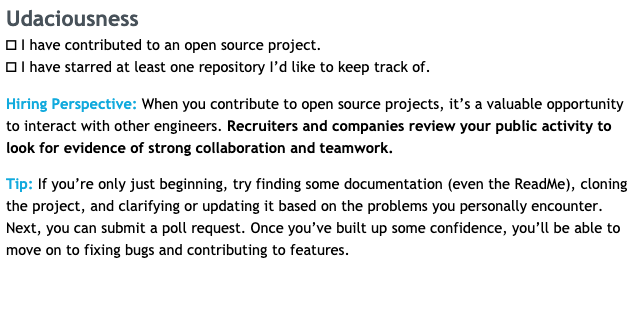 Udaciousness
☐ I have contributed to an open source project.
☐ I have starred at least one repository I’d like to keep track of.
Hiring Perspective: When you contribute to open source projects, it’s a valuable opportunity
to interact with other engineers. Recruiters and companies review your public activity to
look for evidence of strong collaboration and teamwork.
Tip: If you’re only just beginning, try finding some documentation (even the ReadMe), cloning
the project, and clarifying or updating it based on the problems you personally encounter.
Next, you can submit a poll request. Once you’ve built up some confidence, you’ll be able to
move on to fixing bugs and contributing to features.